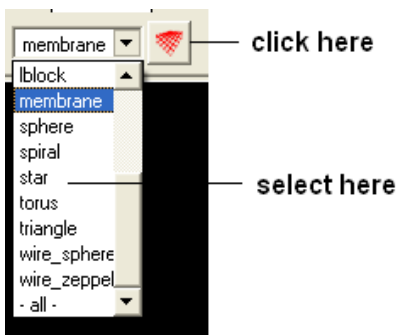 membrane
click here
lblock
membrane
sphere
spiral
star
select here
torus
triangle
wire_sphere
wire_zeppel
- all -